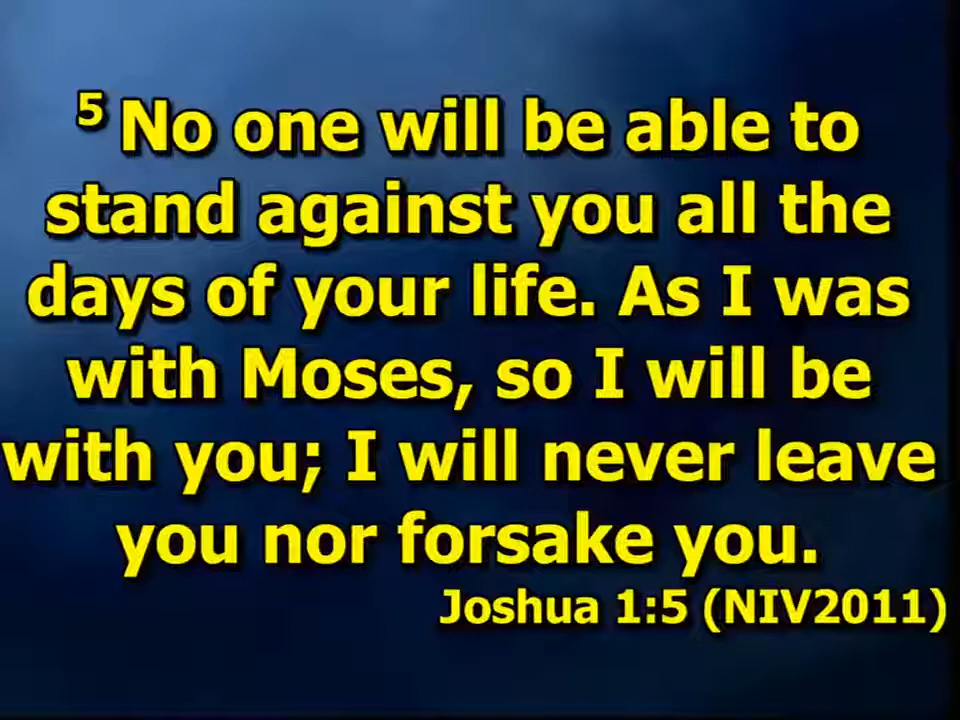 5 No one will be able to
stand against you all the
days of your life. As I was
with Moses, so I will be
with you; I will never leave
you nor forsake you.
Joshua 1:5 (NIV2011)